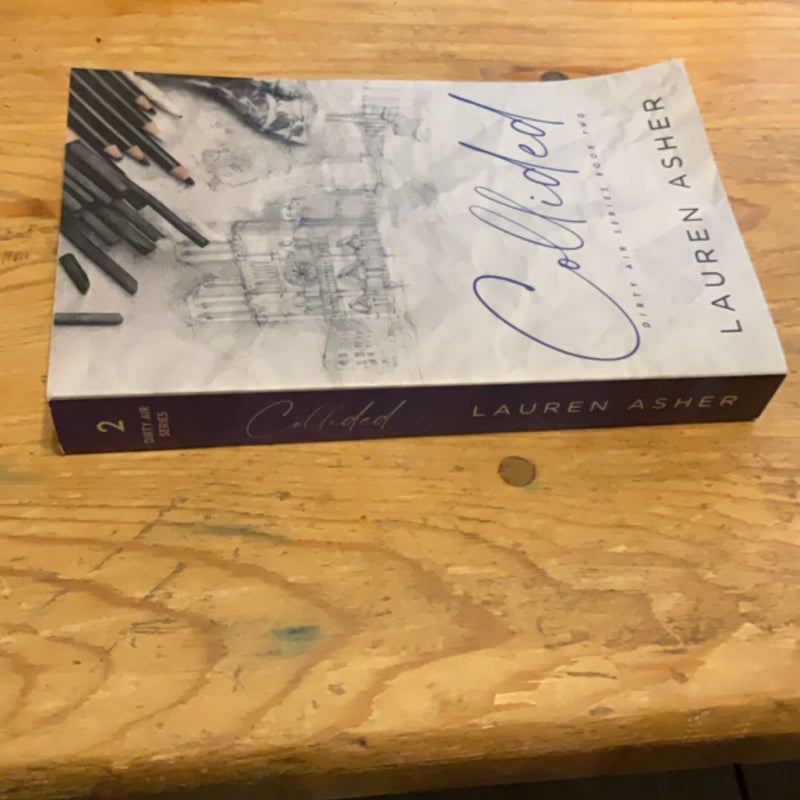 Collided
DIRTY AIR SERIES BOOK TWO
LAUREN ASHER
2
DIRTY AIR
SERIES
Collided
LAUREN ASHER